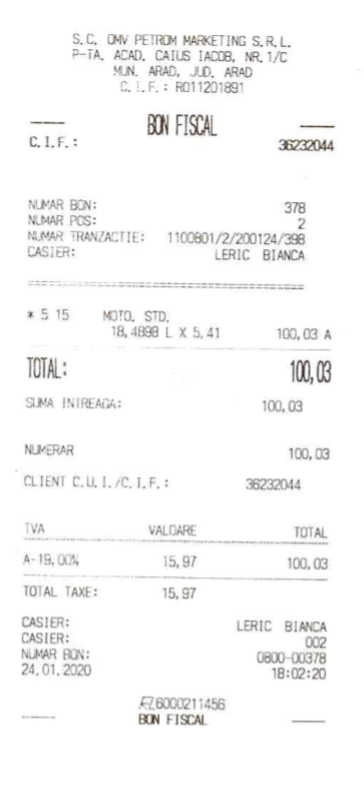 S.C. OMV PETROM MARKETING S.R.L.
P-TA. ACAD. CAIUS IACOB, NR.1/C
MUN. ARAD, JUD. ARAD
C.I.F.: RO11201891
BON FISCAL
C.I.F.: 36232044
NUMAR BON: 378
NUMAR POS: 2
NUMAR TRANZACTIE: 1100801/2/200124/398
CASIER: LERIC BIANCA
* 5 15 MOTO. STD.
18,4898 L X 5,41 100,03 A
TOTAL: 100,03
SUMA INTREAGA: 100,03
NUMERAR 100,03
CLIENT C.U.I./C.I.F.: 36232044
TVA VALOARE TOTAL
A-19,00% 15,97 100,03
TOTAL TAXE: 15,97
CASIER: LERIC BIANCA
CASIER: 002
NUMAR BON: 0800-00378
24.01.2020 18:02:20
6000211456
BON FISCAL